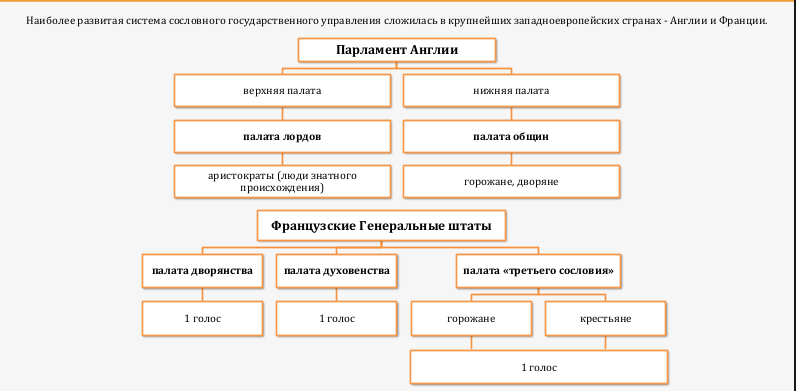 Наиболее развитая система сословного государственного управления сложилась в крупнейших западноевропейских странах - Англии и Франции.
Парламент Англии
верхняя палата
нижняя палата
палата лордов
палата общин
аристократы (люди знатного
происхождения)
горожане, дворяне
Французские Генеральные штаты
палата дворянства
палата духовенства
палата «третьего сословия»
1 голос
1 голос
горожане
крестьяне
1 голос